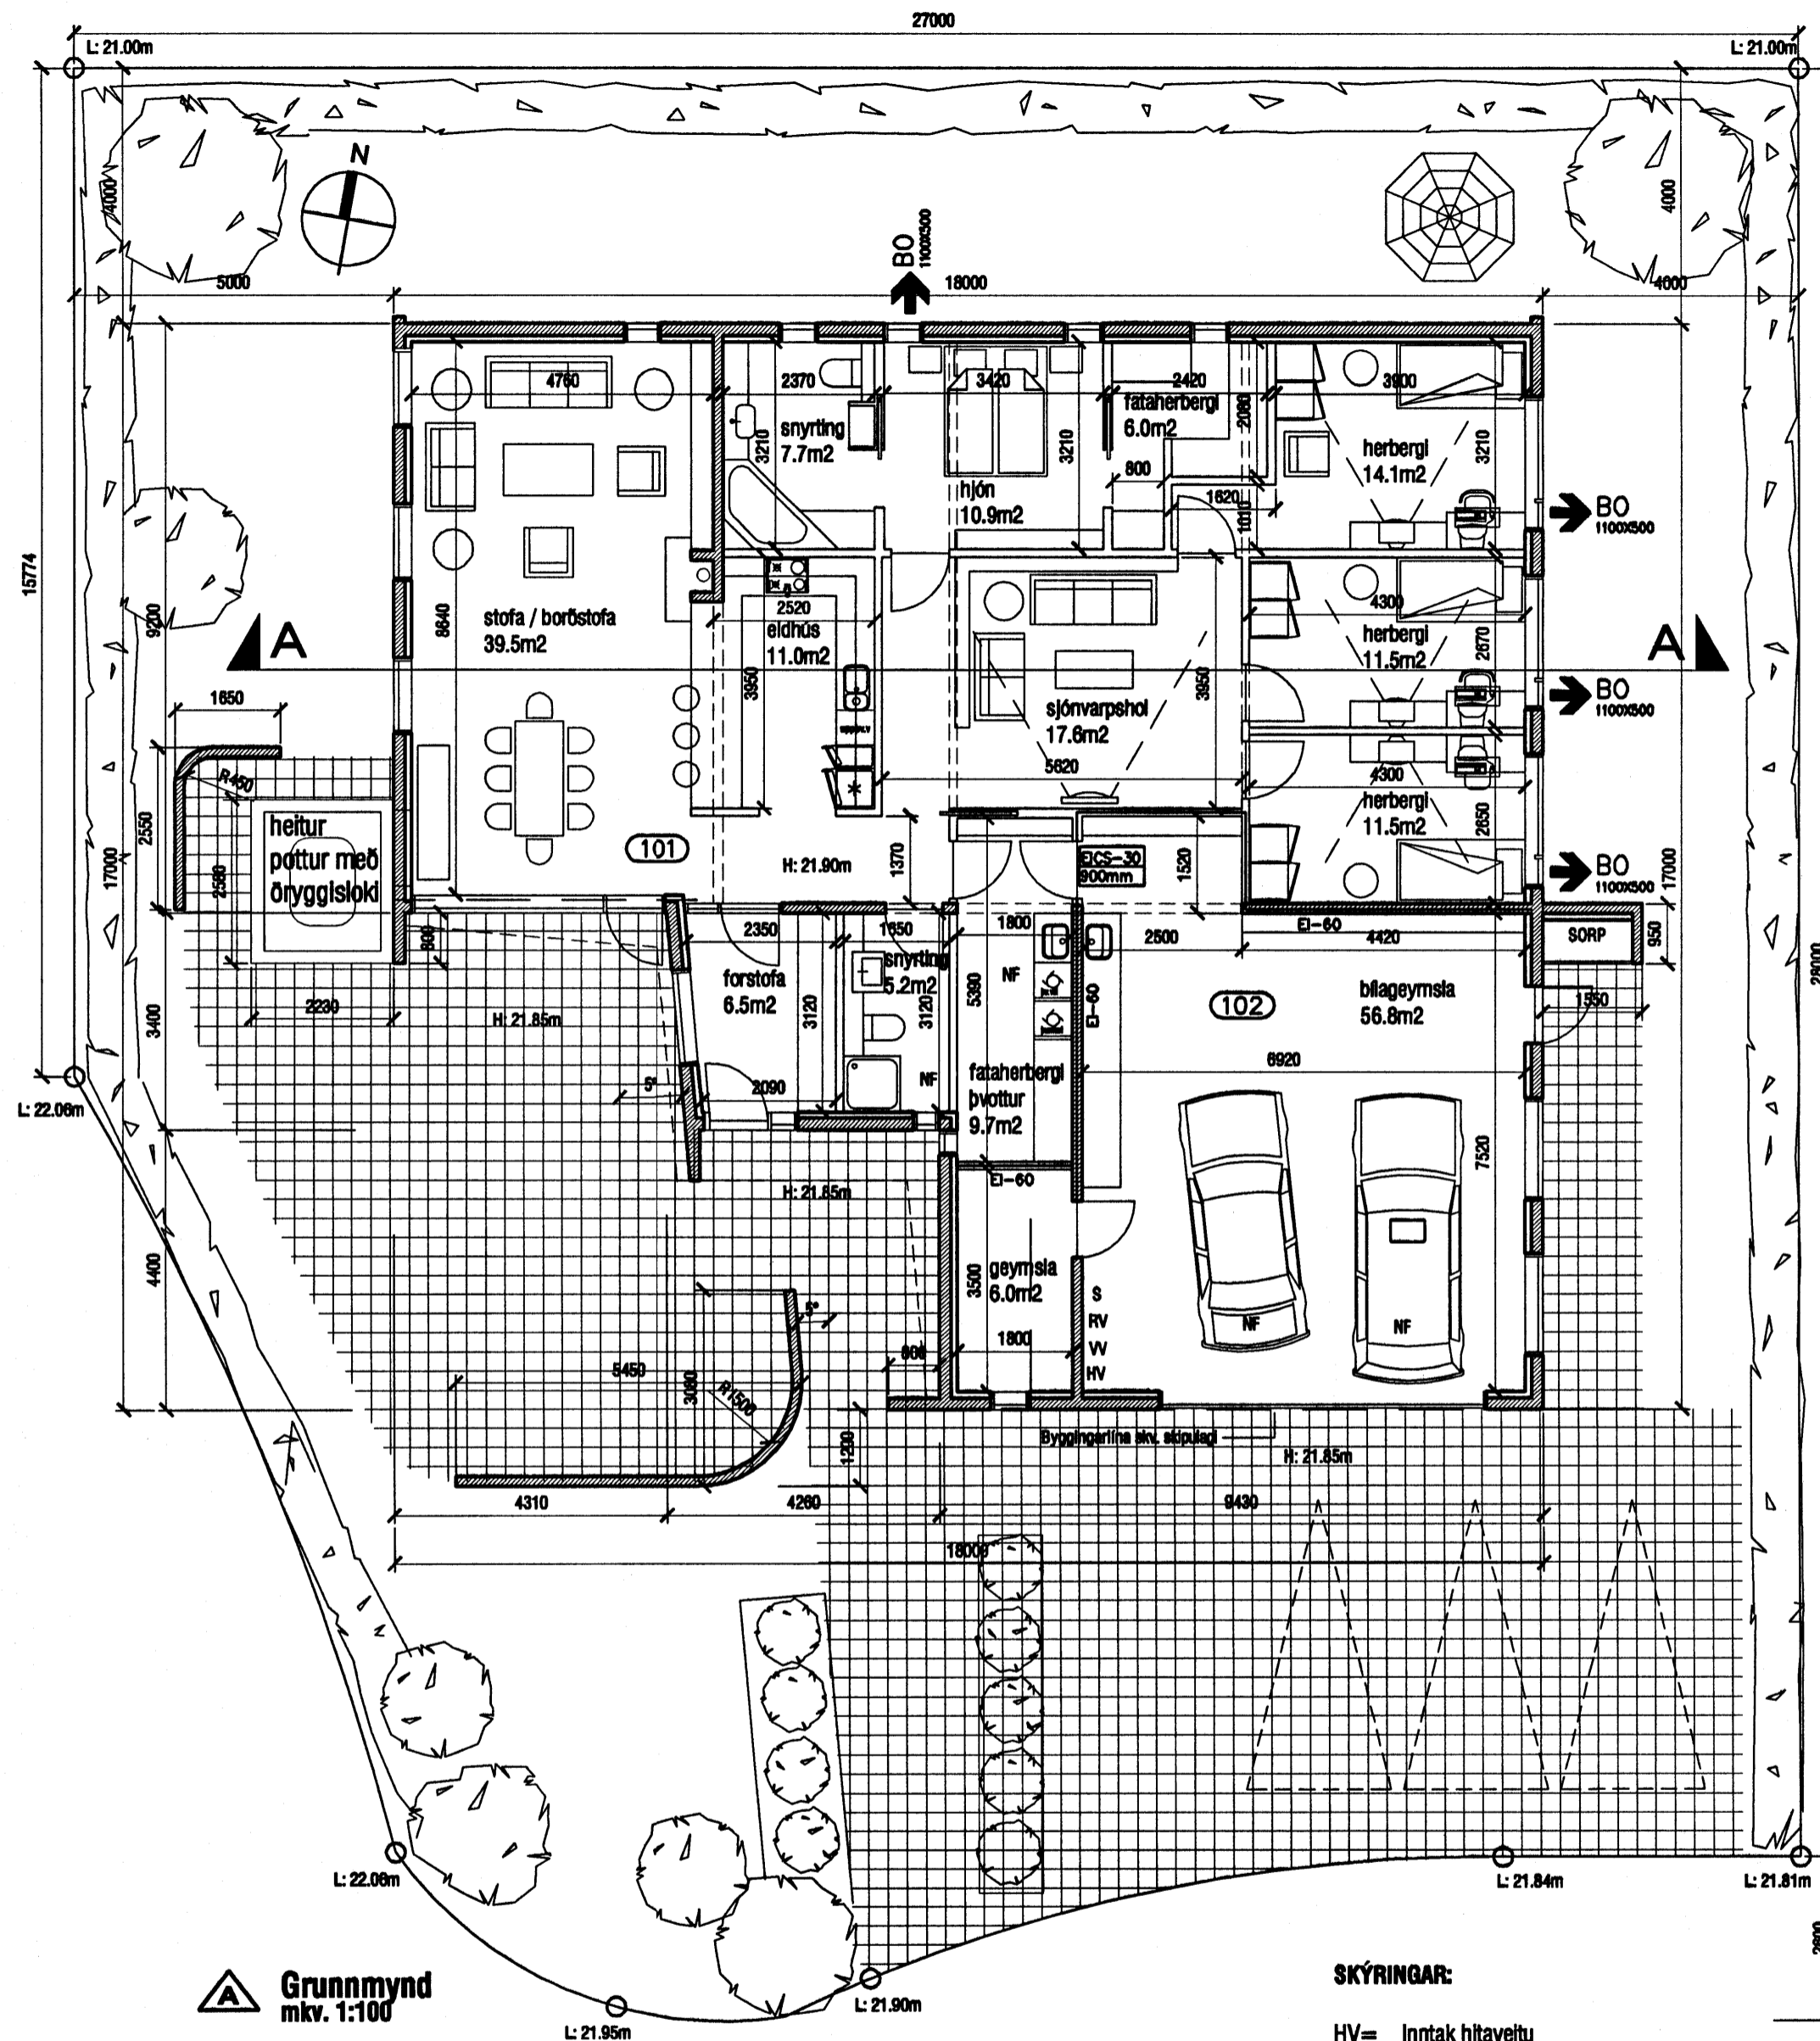 27000
L: 21.00m
L: 21.00m
N
4000
4000
BO
1100X500
5000
18000
4000
4760
2370
3420
2420
3900
fataherbergi
6.0m2
2080
snyrting
7.7m2
3210
3210
herbergi
14.1m2
3210
800
hjón
10.9m2
1620
1010
BO
1100X500
15774
9200
8640
stofa / borðstofa
39.5m2
2520
eldhús
11.0m2
4300
herbergi
11.5m2
2670
A
A
3950
3950
1650
sjónvarpshol
17.6m2
BO
1100X500
R450
5620
4300
herbergi
11.5m2
2650
2550
heitur
pottur með
öryggisloki
2580
17000
101
H: 21.90m
1370
EICS-30
900mm
1520
BO
1100X500
17000
800
2350
1650
1800
2500
EI-60
4420
SORP
950
28000
forstofa
6.5m2
snyrting
5.2m2
NF
5390
EI-60
102
bílageymsla
56.8m2
1550
2230
H: 21.85m
3400
3120
3120
6920
5°
2090
NF
fataherbergi
þvottur
9.7m2
L: 22.06m
7520
EI-60
H: 21.85m
4400
geymsla
6.0m2
3500
S
RV
VV
HV
5°
NF
NF
800
1800
5450
3080
R1500
1200
Byggingarlína skv. skipulagi
H: 21.85m
4310
4260
9430
18000
L: 22.06m
L: 21.84m
L: 21.81m
2600
A
Grunnmynd
mkv. 1:100
L: 21.90m
L: 21.95m
SKÝRINGAR:
HV= Inntak hitaveitu